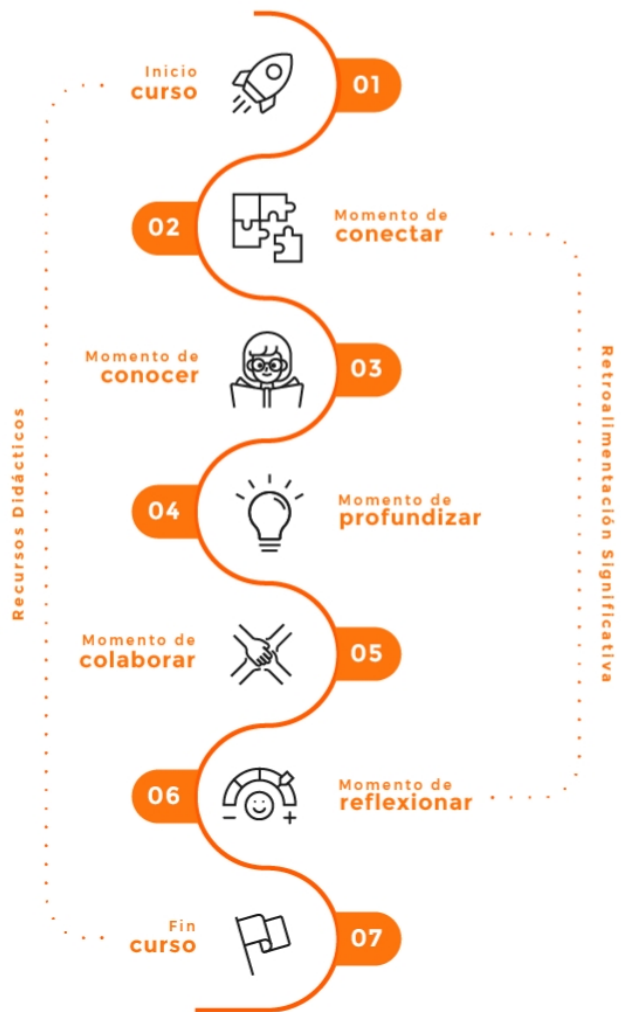 Inicio
curso
01
02
Momento de
conectar
Momento de
conocer
03
04
Momento de
profundizar
Momento de
colaborar
05
06
Momento de
reflexionar
Fin
curso
07
Recursos Didácticos
Retroalimentación Significativa